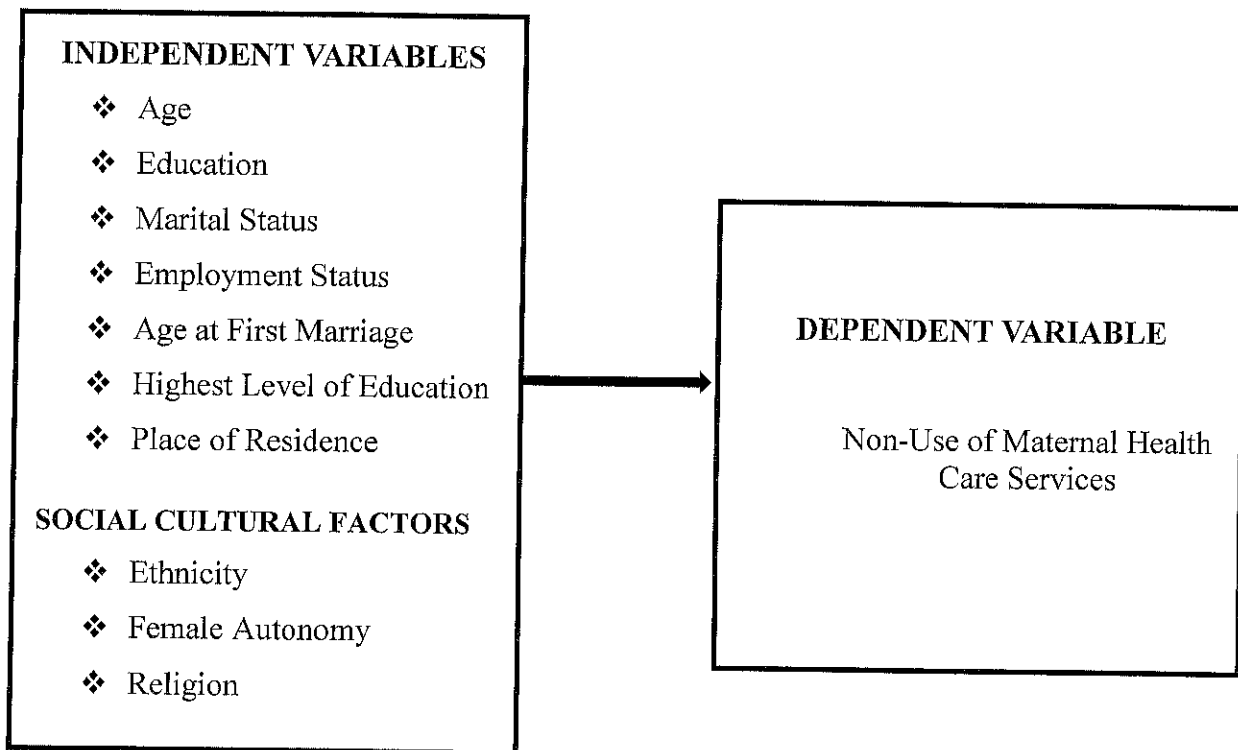 INDEPENDENT VARIABLES
❖ Age
❖ Education
❖ Marital Status
❖ Employment Status
❖ Age at First Marriage
❖ Highest Level of Education
❖ Place of Residence
SOCIAL CULTURAL FACTORS
❖ Ethnicity
❖ Female Autonomy
❖ Religion
DEPENDENT VARIABLE
Non-Use of Maternal Health
Care Services